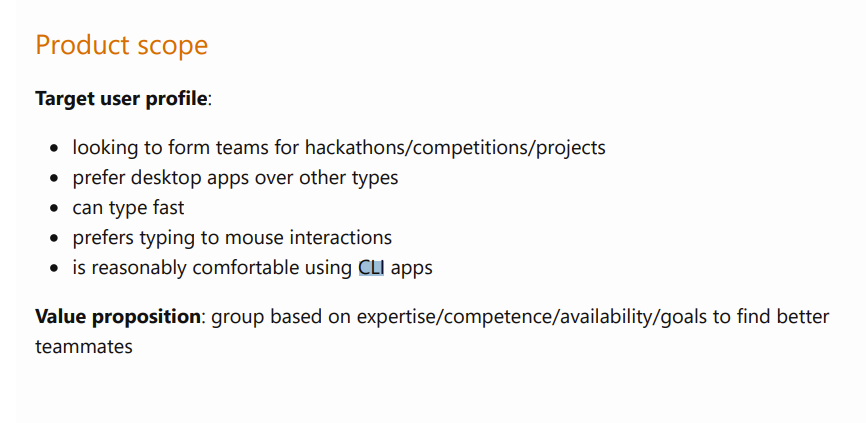 Product scope
Target user profile:
• looking to form teams for hackathons/competitions/projects
• prefer desktop apps over other types
• can type fast
• prefers typing to mouse interactions
• is reasonably comfortable using CLI apps
Value proposition: group based on expertise/competence/availability/goals to find better
teammates